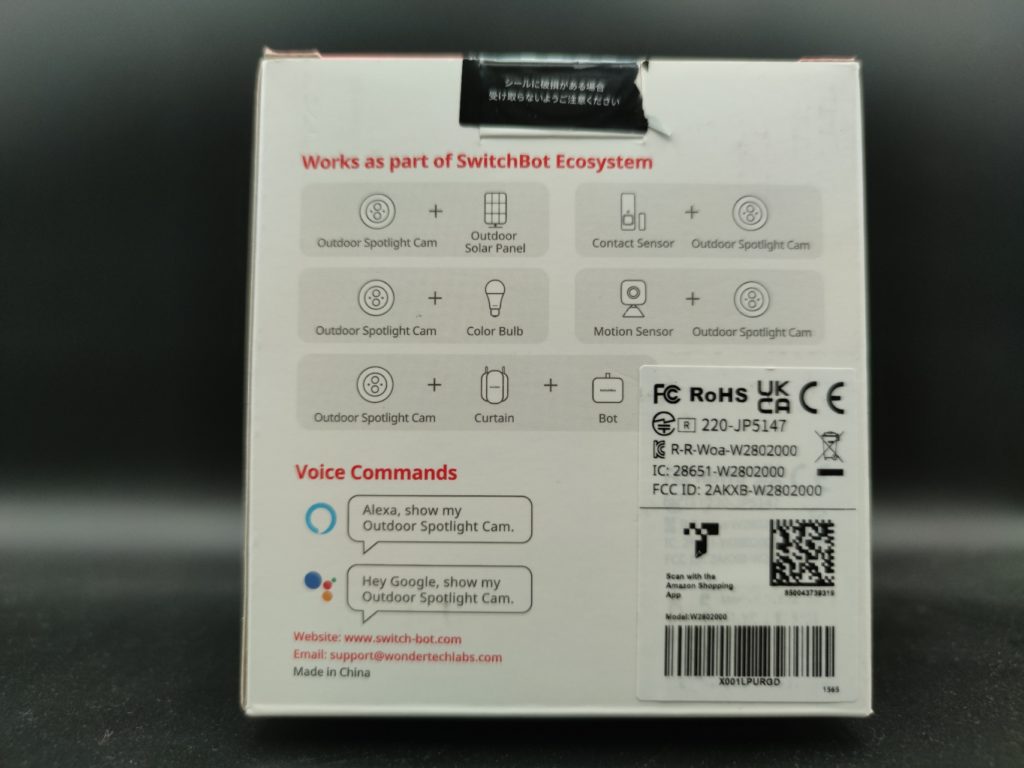 シールに破損がある場合
受け取らないようご注意ください
Works as part of SwitchBot Ecosystem
Outdoor Spotlight Cam
+
Outdoor
Solar Panel
Contact Sensor
+
Outdoor Spotlight Cam
Outdoor Spotlight Cam
+
Color Bulb
Motion Sensor
+
Outdoor Spotlight Cam
Outdoor Spotlight Cam
+
Curtain
+
Bot
FC RoHS UK CA CE
R 220-JP5147
R-R-Woa-W2802000
IC: 28651-W2802000
FCC ID: 2AKXB-W2802000
Voice Commands
Alexa, show my
Outdoor Spotlight Cam.
Hey Google, show my
Outdoor Spotlight Cam.
Website: www.switch-bot.com
Email: support@wondertechlabs.com
Made in China
Scan with the
Amazon Shopping
App
850043739319
Model:W2802000
X001LPURGD
1565